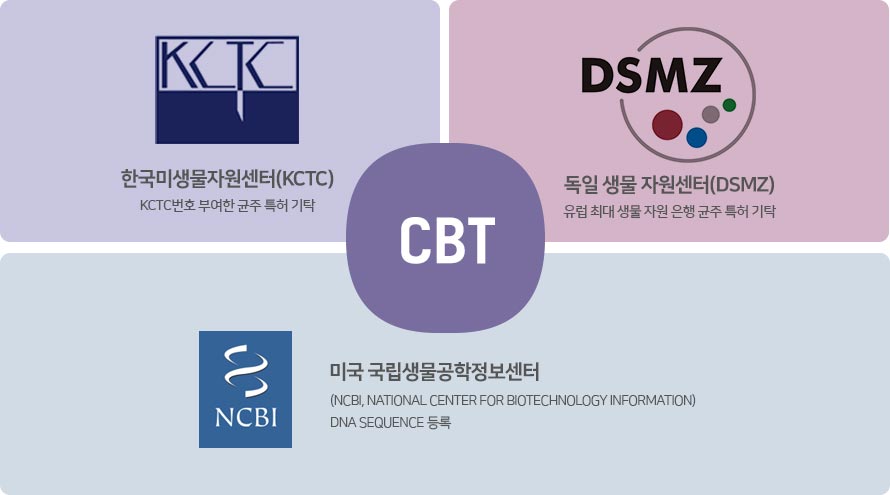 KCTC
한국미생물자원센터(KCTC)
KCTC번호 부여한 균주 특허 기탁
DSMZ
독일 생물 자원센터(DSMZ)
유럽 최대 생물 자원 은행 균주 특허 기탁
CBT
NCBI
미국 국립생물공학정보센터
(NCBI, NATIONAL CENTER FOR BIOTECHNOLOGY INFORMATION)
DNA SEQUENCE 등록